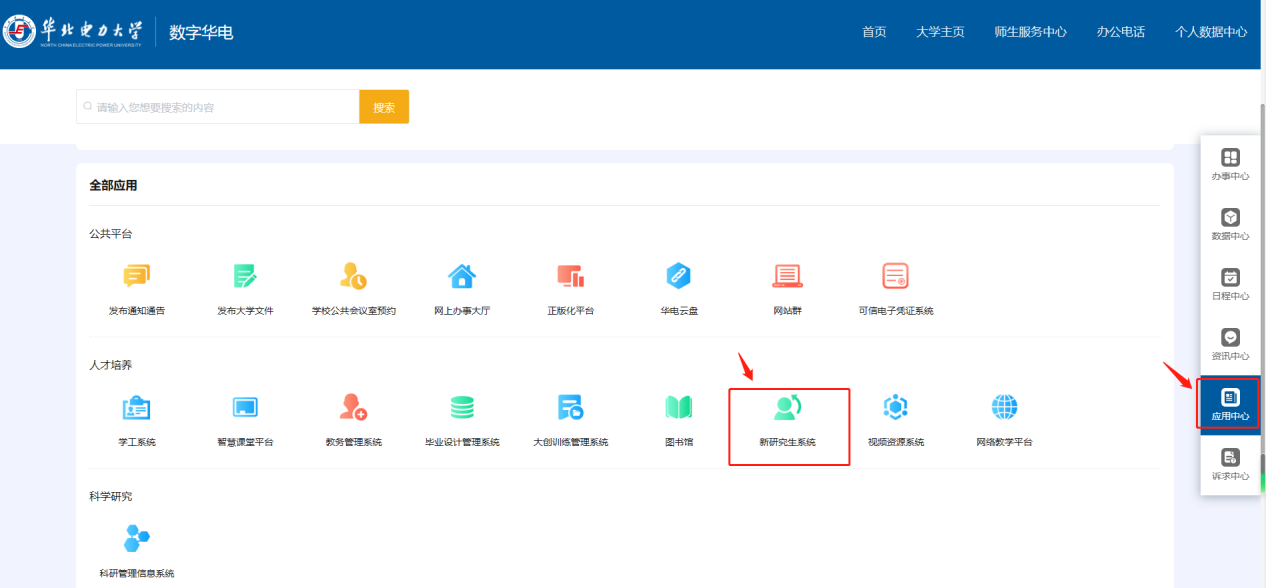 华北电力大学
NORTH CHINA ELECTRIC POWER UNIVERSITY
数字华电
首页 大学主页 师生服务中心 办公电话 个人数据中心
请输入您想要搜索的内容 搜索
全部应用
公共平台
发布通知通告 发布大学文件 学校公共会议室预约 网上办事大厅 正版化平台 华电云盘 网站群 可信电子凭证系统
人才培养
学工系统 智慧课堂平台 教务管理系统 毕业设计管理系统 大创训练管理系统 图书馆 新研究生系统 视频资源系统 网络教学平台
科学研究
科研管理信息系统
办事中心
数据中心
日程中心
资讯中心
应用中心
诉求中心